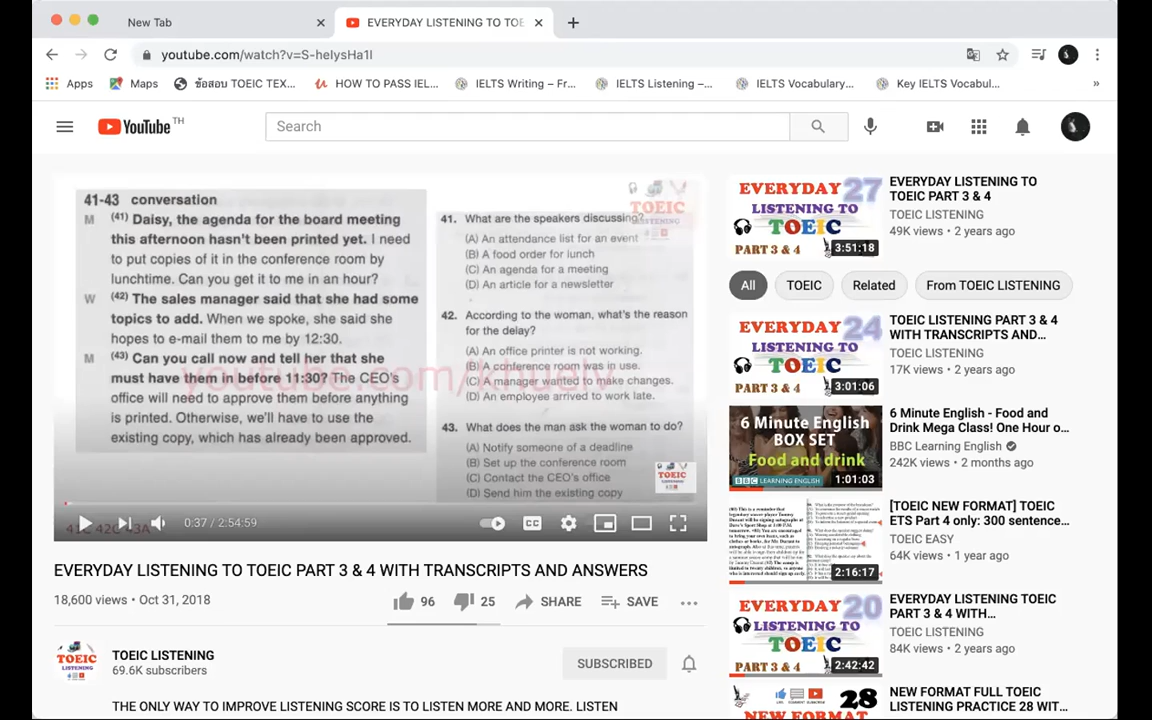 New Tab
EVERYDAY LISTENING TO TOE
youtube.com/watch?v=S-helysHa1I
Apps
Maps
ข้อสอบ TOEIC TEX...
HOW TO PASS IEL...
IELTS Writing – Fr...
IELTS Listening –...
IELTS Vocabulary...
Key IELTS Vocabul...
»
YouTube TH
Search
41-43 conversation
M (41) Daisy, the agenda for the board meeting
this afternoon hasn't been printed yet. I need
to put copies of it in the conference room by
lunchtime. Can you get it to me in an hour?
W (42) The sales manager said that she had some
topics to add. When we spoke, she said she
hopes to e-mail them to me by 12:30.
M (43) Can you call now and tell her that she
must have them in before 11:30? The CEO's
office will need to approve them before anything
is printed. Otherwise, we'll have to use the
existing copy, which has already been approved.
TOEIC
LISTENING
41. What are the speakers discussing?
(A) An attendance list for an event
(B) A food order for lunch
(C) An agenda for a meeting
(D) An article for a newsletter
42. According to the woman, what's the reason
for the delay?
(A) An office printer is not working.
(B) A conference room was in use.
(C) A manager wanted to make changes.
(D) An employee arrived to work late.
43. What does the man ask the woman to do?
(A) Notify someone of a deadline
(B) Set up the conference room
(C) Contact the CEO's office
(D) Send him the existing copy
TOEIC
LISTENING
0:37 / 2:54:59
CC
EVERYDAY LISTENING TO TOEIC PART 3 & 4 WITH TRANSCRIPTS AND ANSWERS
18,600 views • Oct 31, 2018
96
25
SHARE
SAVE
TOEIC
LISTENING
TOEIC LISTENING
69.6K subscribers
SUBSCRIBED
THE ONLY WAY TO IMPROVE LISTENING SCORE IS TO LISTEN MORE AND MORE. LISTEN
EVERYDAY 27
LISTENING TO
TOEIC
PART 3 & 4
3:51:18
EVERYDAY LISTENING TO
TOEIC PART 3 & 4
TOEIC LISTENING
49K views • 2 years ago
All
TOEIC
Related
From TOEIC LISTENING
EVERYDAY 24
LISTENING TO
TOEIC
PART 3 & 4
3:01:06
TOEIC LISTENING PART 3 & 4
WITH TRANSCRIPTS AND...
TOEIC LISTENING
17K views • 2 years ago
6 Minute English
BOX SET
Food and drink
BBC LEARNING ENGLISH
1:01:03
6 Minute English - Food and
Drink Mega Class! One Hour o...
BBC Learning English
242K views • 2 months ago
2:16:17
[TOEIC NEW FORMAT] TOEIC
ETS Part 4 only: 300 sentence...
TOEIC EASY
64K views • 1 year ago
EVERYDAY 20
LISTENING TO
TOEIC
PART 3 & 4
2:42:42
EVERYDAY LISTENING TOEIC
PART 3 & 4 WITH...
TOEIC LISTENING
84K views • 2 years ago
28
NEW FORMAT
NEW FORMAT FULL TOEIC
LISTENING PRACTICE 28 WIT...